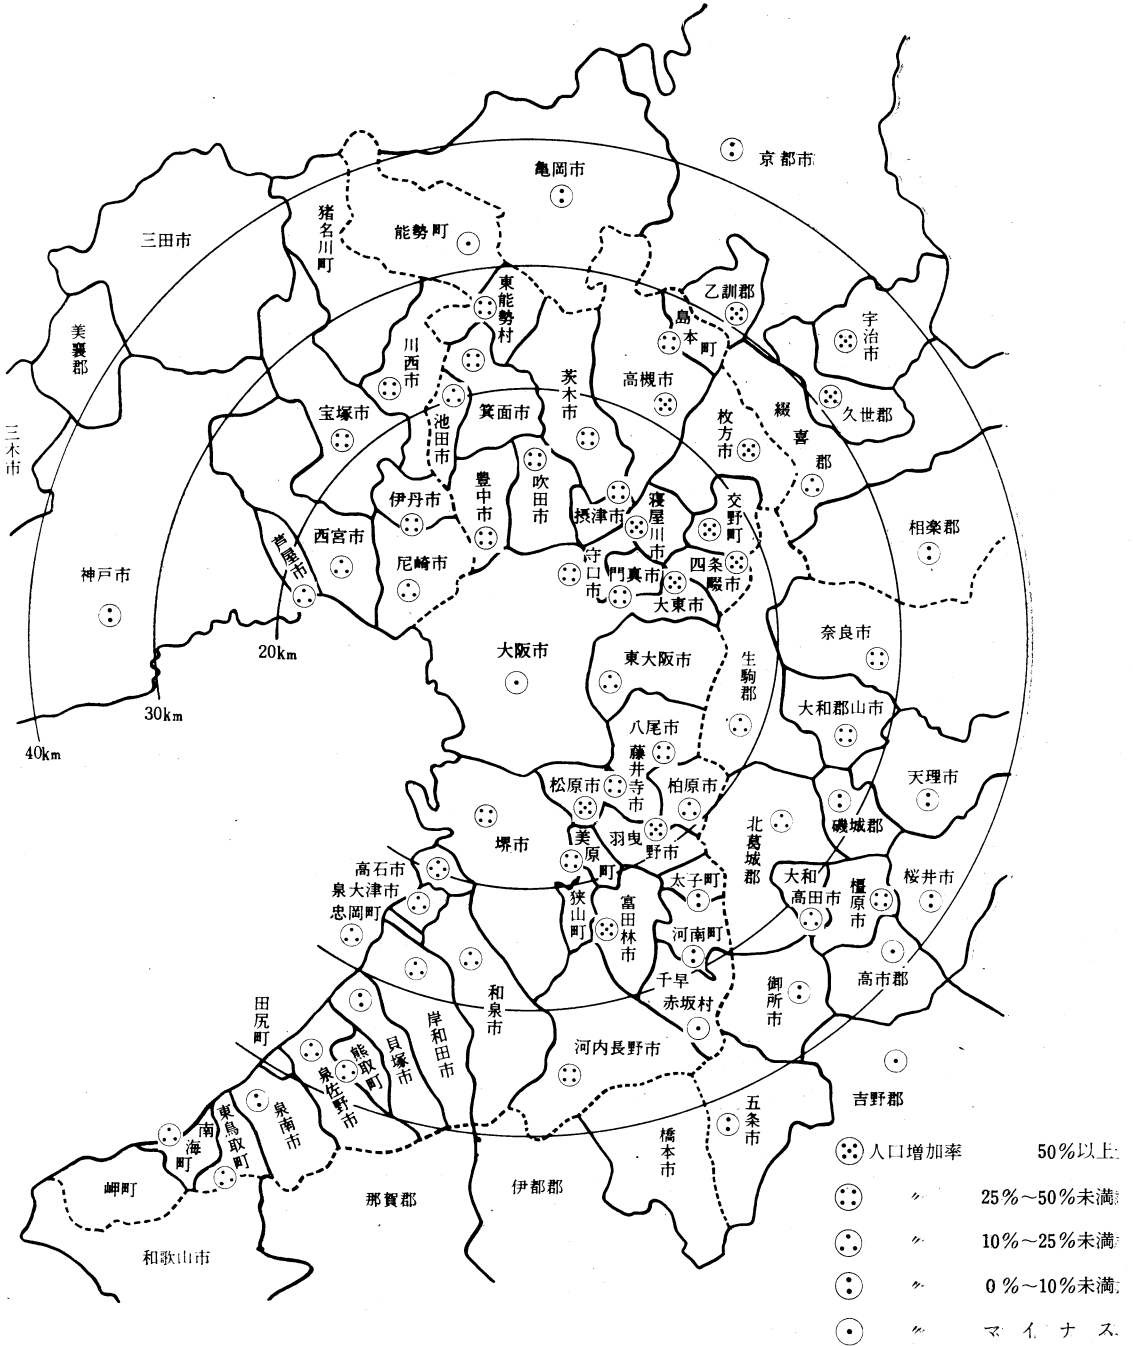 京都市
亀岡市
猪名川町
能勢町
三田市
東能勢村
乙訓郡
美嚢郡
島本町
宇治市
川西市
高槻市
茨木市
宝塚市
池田市
箕面市
枚方市
綴喜郡
久世郡
三木市
豊中市
吹田市
伊丹市
摂津市
寝屋川市
交野町
西宮市
芦屋市
尼崎市
守口市
門真市
四条畷市
相楽郡
神戸市
大東市
大阪市
東大阪市
生駒郡
奈良市
20km
30km
40km
大和郡山市
八尾市
藤井寺市
松原市
柏原市
天理市
堺市
美原町
羽曳野市
北葛城郡
磯城郡
高石市
泉大津市
忠岡町
狭山町
富田林市
太子町
大和高田市
橿原市
桜井市
河南町
千早赤坂村
御所市
高市郡
田尻町
和泉市
岸和田市
貝塚市
熊取町
泉佐野市
河内長野市
吉野郡
五条市
泉南市
東鳥取町
南海町
岬町
橋本市
那賀郡
伊都郡
和歌山市
人口増加率 50%以上
〃 25%～50%未満
〃 10%～25%未満
〃 0%～10%未満
〃 マイナス